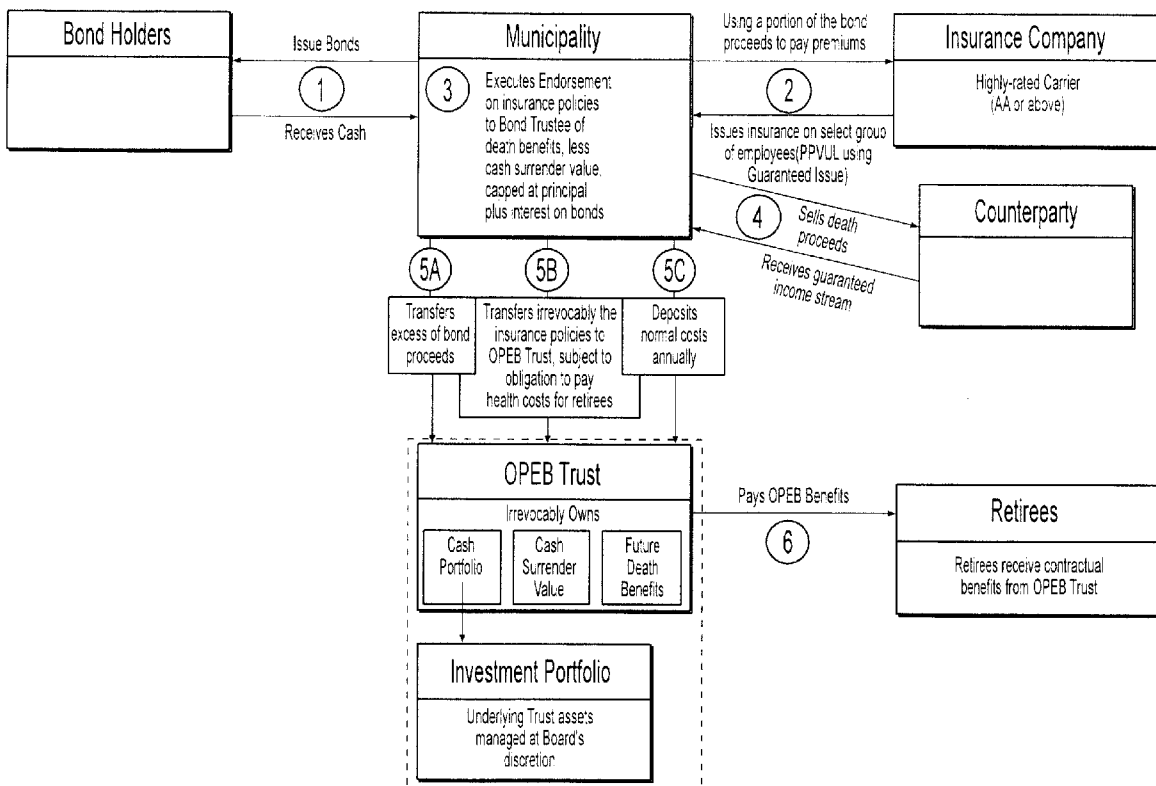 Bond Holders
Issue Bonds
1
Receives Cash
Municipality
3
Executes Endorsement
on insurance policies
to Bond Trustee of
death benefits, less
cash surrender value,
capped at principal
plus interest on bonds
Using a portion of the bond
proceeds to pay premiums
2
Issues insurance on select group
of employees(PPVUL using
Guaranteed Issue)
Insurance Company
Highly-rated Carrier
(AA or above)
4
Sells death
proceeds
Receives guaranteed
income stream
Counterparty
5A
5B
5C
Transfers
excess of bond
proceeds
Transfers irrevocably the
insurance policies to
OPEB Trust, subject to
obligation to pay
health costs for retirees
Deposits
normal costs
annually
OPEB Trust
Irrevocably Owns
Cash
Portfolio
Cash
Surrender
Value
Future
Death
Benefits
Pays OPEB Benefits
6
Retirees
Retirees receive contractual
benefits from OPEB Trust
Investment Portfolio
Underlying Trust assets
managed at Board's
discretion